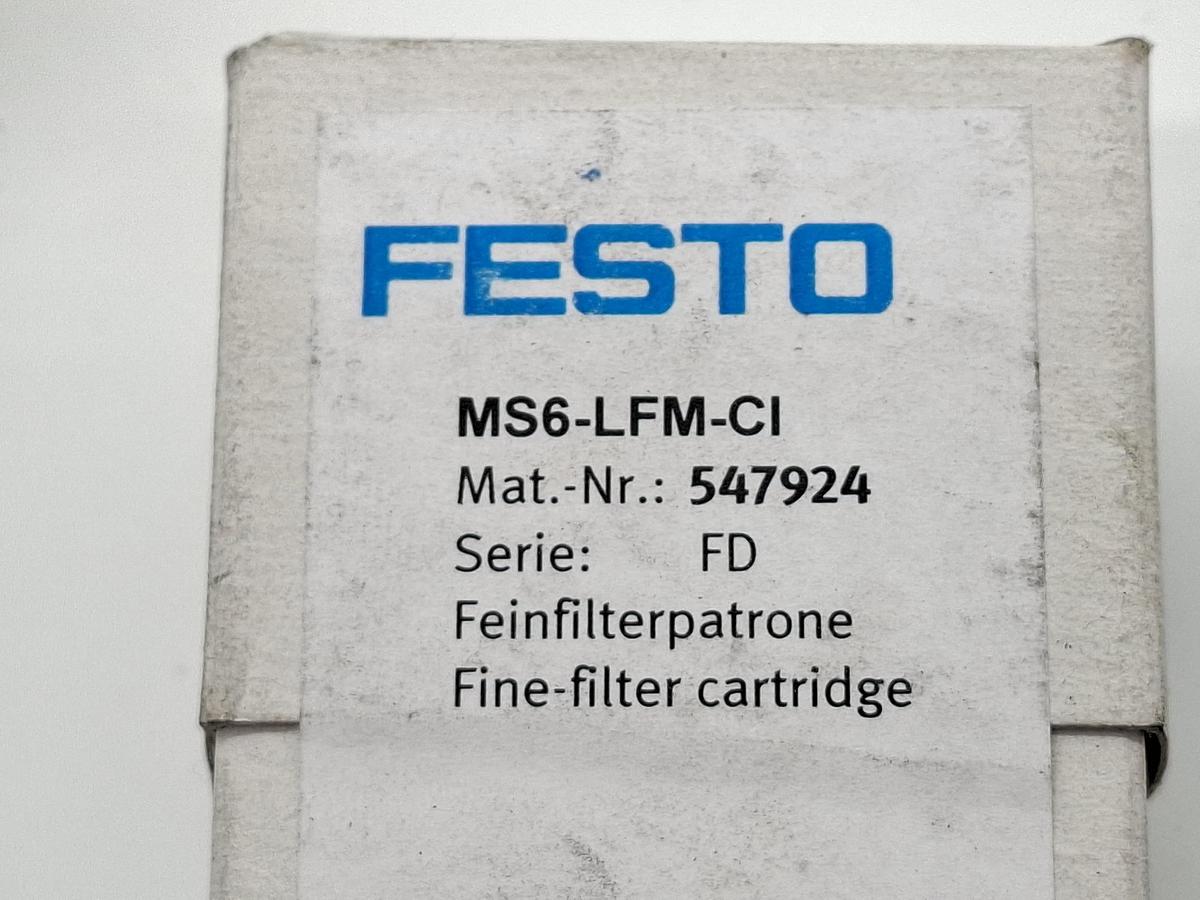 FESTO
MS6-LFM-CI
Mat.-Nr.: 547924
Serie: FD
Feinfilterpatrone
Fine-filter cartridge